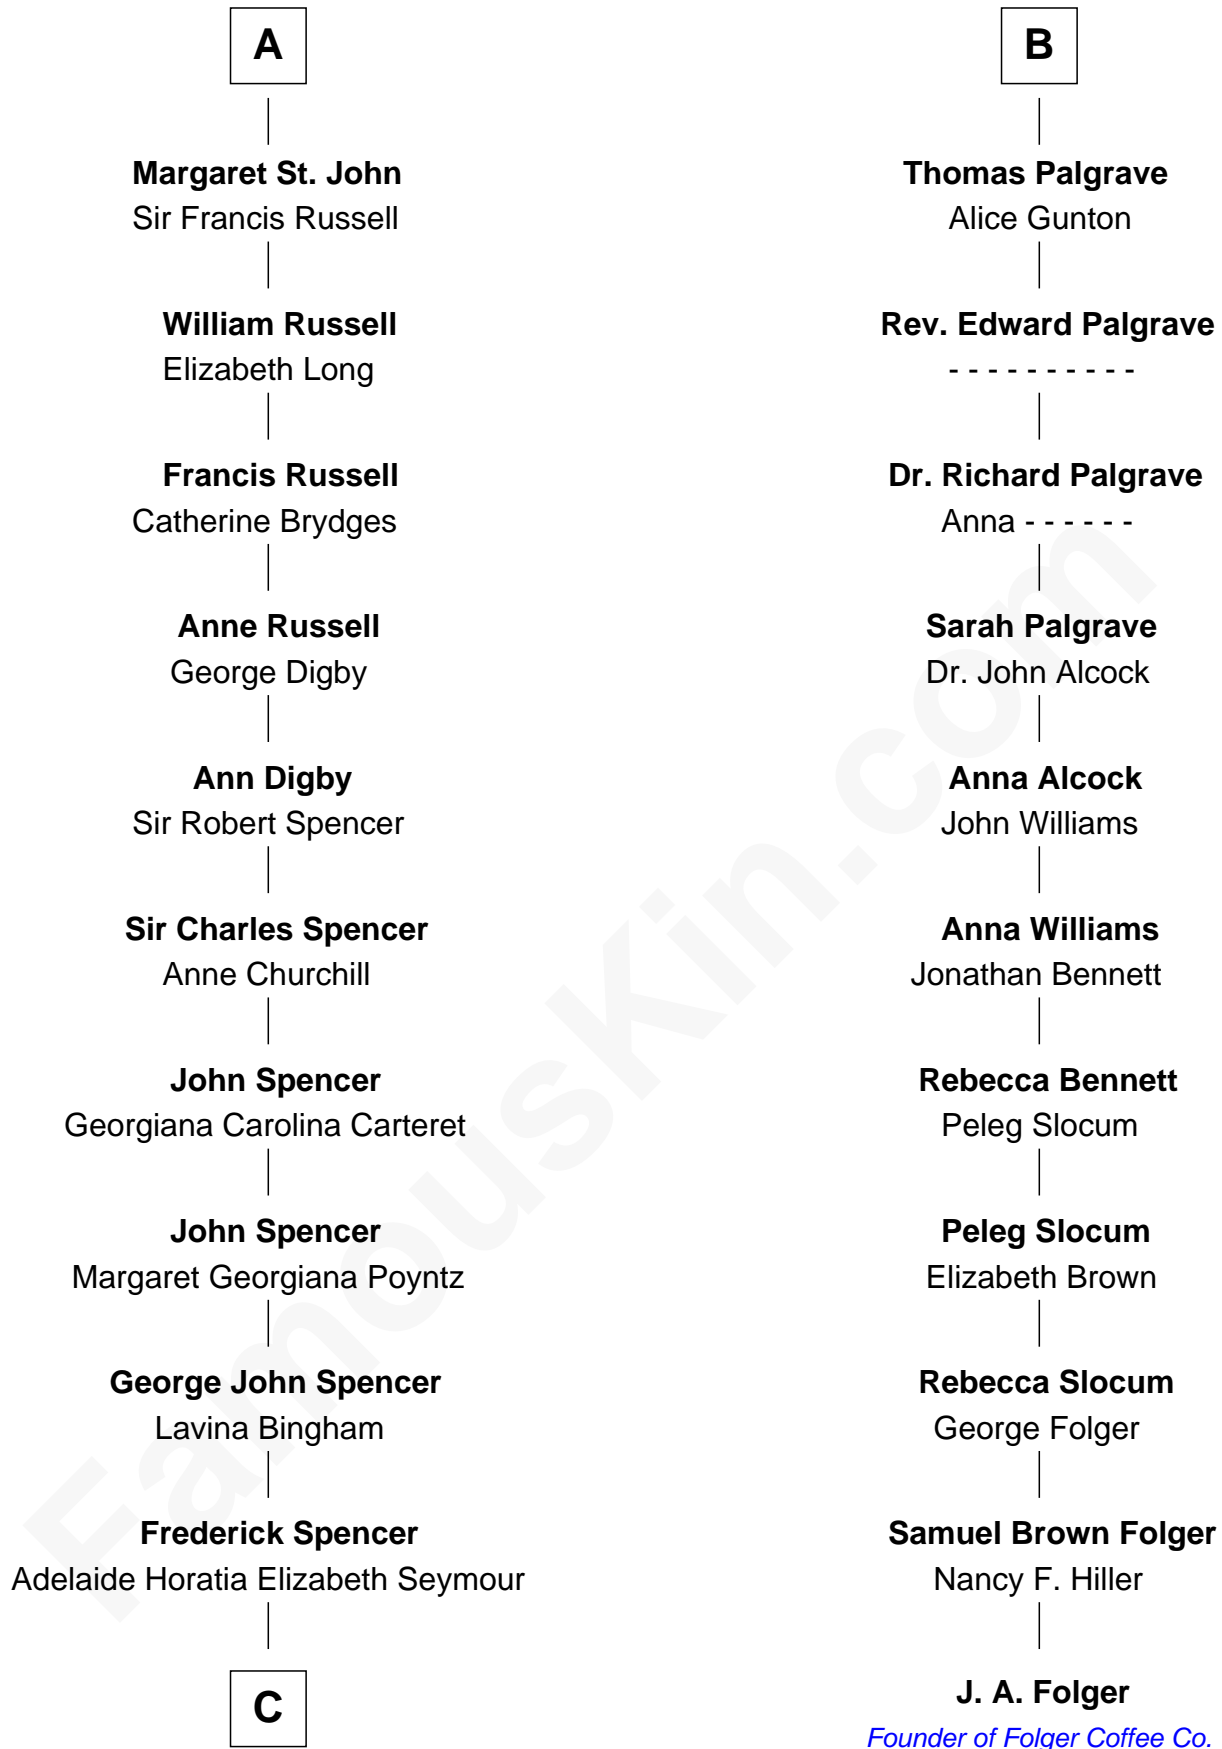 A
Margaret St. John
Sir Francis Russell
William Russell
Elizabeth Long
Francis Russell
Catherine Brydges
Anne Russell
George Digby
Ann Digby
Sir Robert Spencer
Sir Charles Spencer
Anne Churchill
John Spencer
Georgiana Carolina Carteret
John Spencer
Margaret Georgiana Poyntz
George John Spencer
Lavina Bingham
Frederick Spencer
Adelaide Horatia Elizabeth Seymour
C
B
Thomas Palgrave
Alice Gunton
Rev. Edward Palgrave
- - - - - - - - - -
Dr. Richard Palgrave
Anna - - - - - -
Sarah Palgrave
Dr. John Alcock
Anna Alcock
John Williams
Anna Williams
Jonathan Bennett
Rebecca Bennett
Peleg Slocum
Peleg Slocum
Elizabeth Brown
Rebecca Slocum
George Folger
Samuel Brown Folger
Nancy F. Hiller
J. A. Folger
Founder of Folger Coffee Co.
FamousKin.com